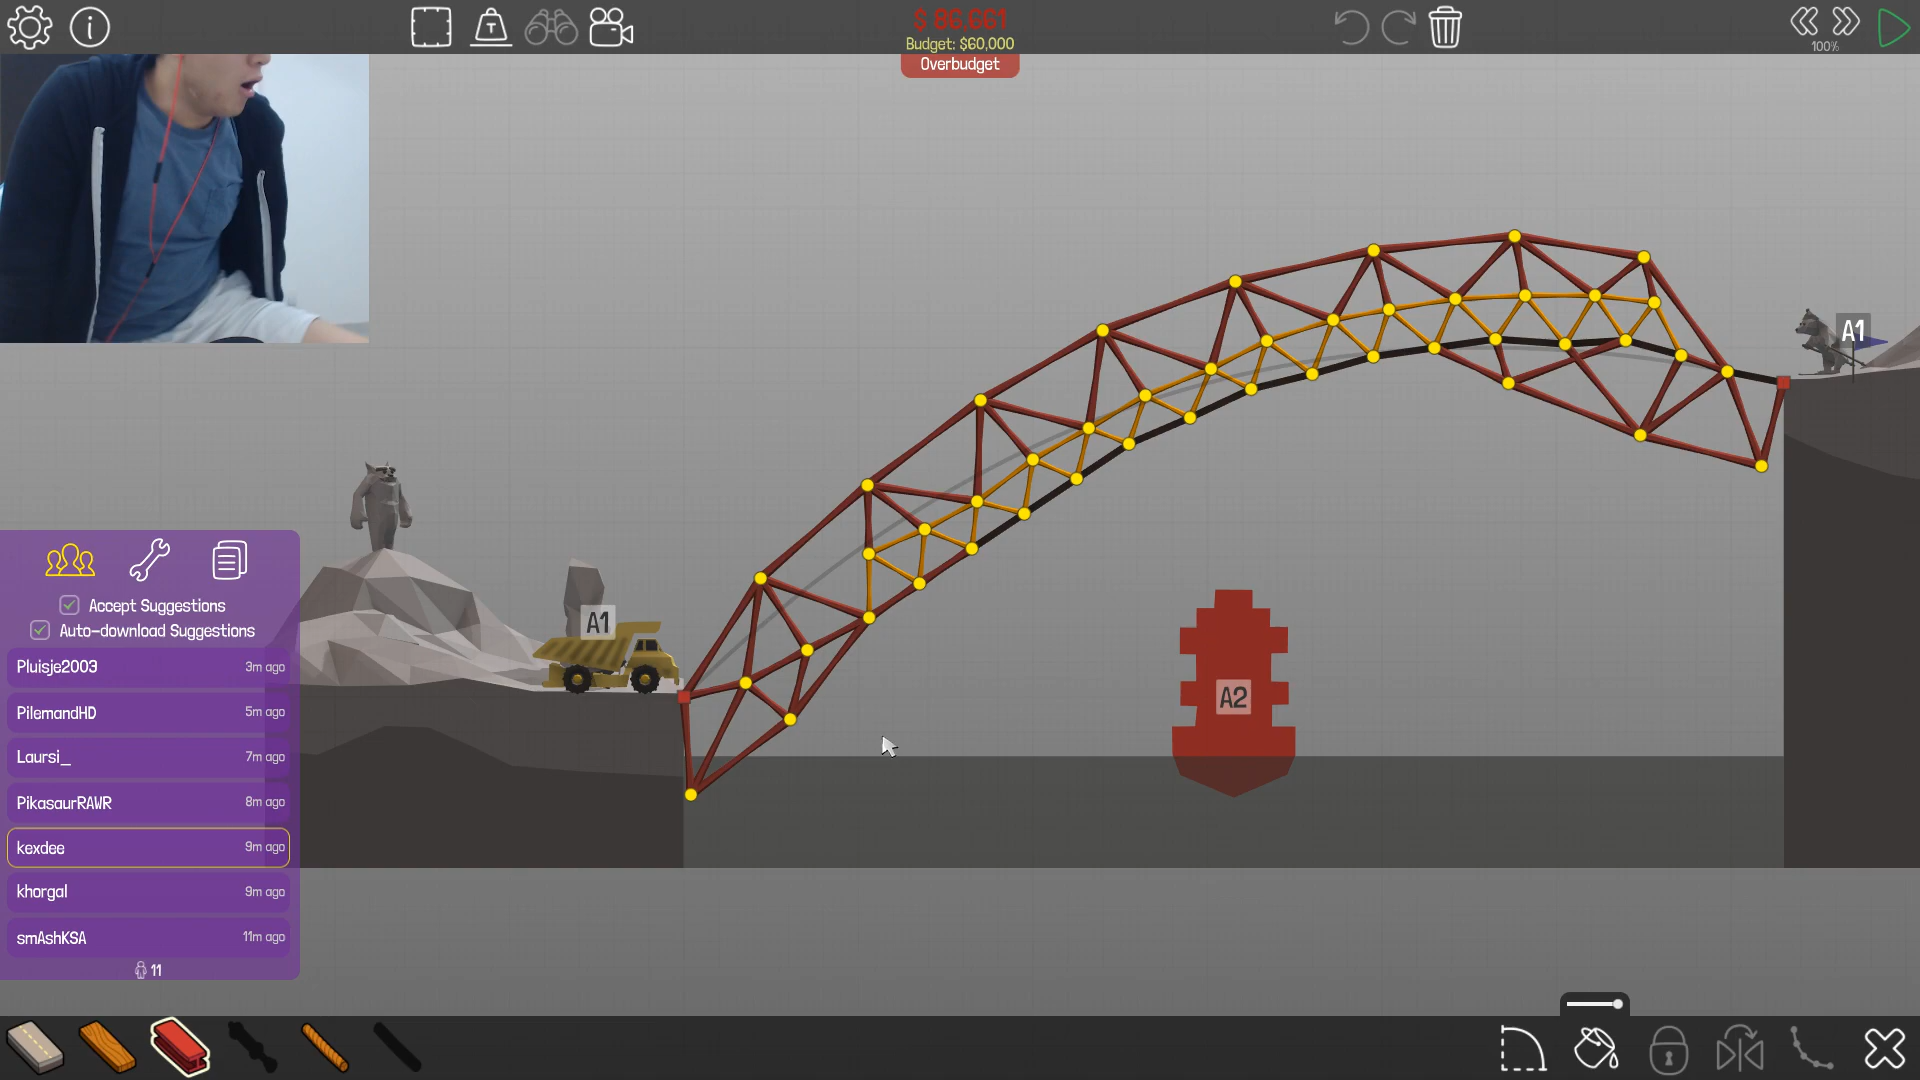 $ 86,661
Budget: $60,000
Overbudget
100%
A1
A1
A2
Accept Suggestions
Auto-download Suggestions
Pluisje2003 3m ago
PilemandHD 5m ago
Laursi_ 7m ago
PikasaurRAWR 8m ago
kexdee 9m ago
khorgal 9m ago
smAshKSA 11m ago
11